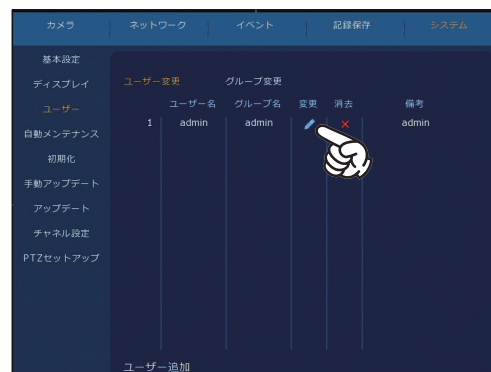 カメラ ネットワーク イベント 記録保存 システム
基本設定
ディスプレイ
ユーザー
自動メンテナンス
初期化
手動アップデート
アップデート
チャネル設定
PTZセットアップ
ユーザー変更 グループ変更
ユーザー名 グループ名 変更 消去 備考
1 admin admin admin
ユーザー追加